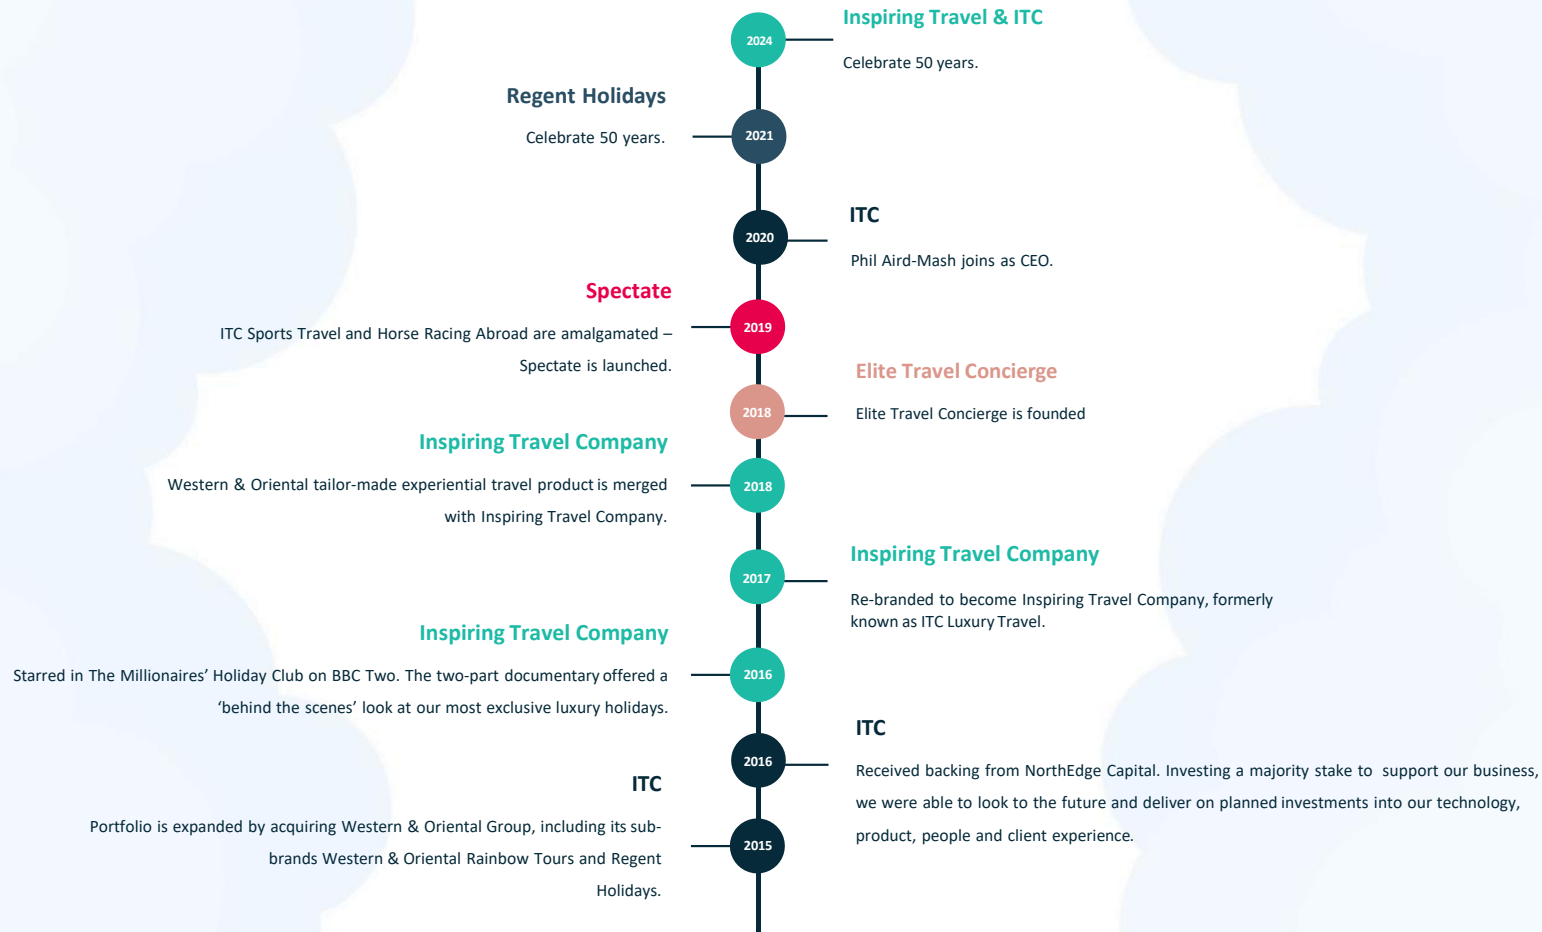 Inspiring Travel & ITC
2024
Celebrate 50 years.
Regent Holidays
2021
Celebrate 50 years.
ITC
2020
Phil Aird-Mash joins as CEO.
Spectate
2019
ITC Sports Travel and Horse Racing Abroad are amalgamated –
Spectate is launched.
Elite Travel Concierge
2018
Elite Travel Concierge is founded
Inspiring Travel Company
2018
Western & Oriental tailor-made experiential travel product is merged
with Inspiring Travel Company.
Inspiring Travel Company
2017
Re-branded to become Inspiring Travel Company, formerly
known as ITC Luxury Travel.
Inspiring Travel Company
2016
Starred in The Millionaires’ Holiday Club on BBC Two. The two-part documentary offered a
‘behind the scenes’ look at our most exclusive luxury holidays.
ITC
2016
Received backing from NorthEdge Capital. Investing a majority stake to support our business,
we were able to look to the future and deliver on planned investments into our technology,
product, people and client experience.
ITC
2015
Portfolio is expanded by acquiring Western & Oriental Group, including its sub-
brands Western & Oriental Rainbow Tours and Regent
Holidays.